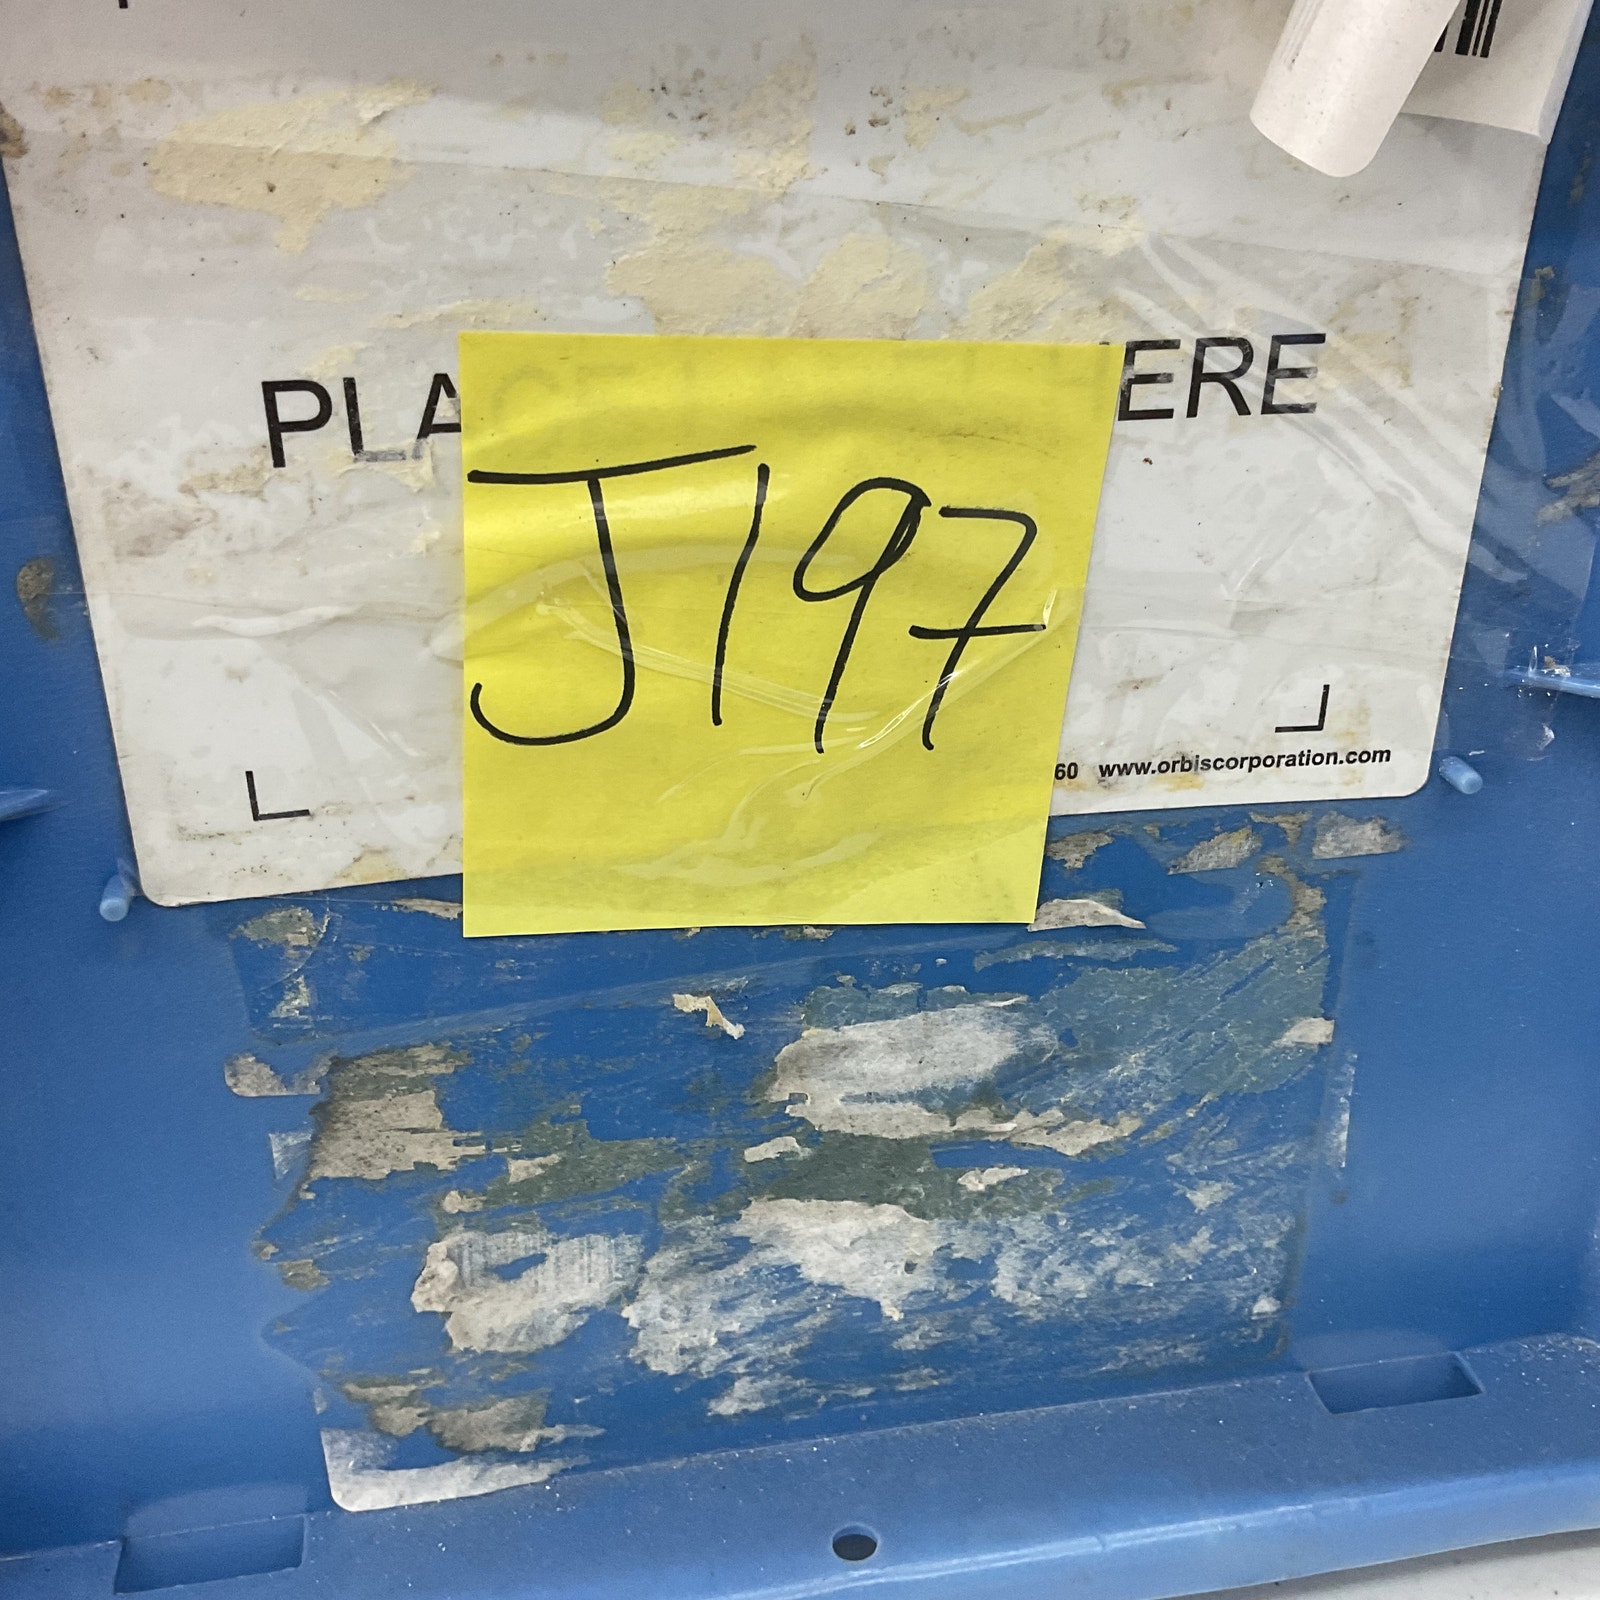 PLA ERE
J197
60 www.orbiscorporation.com